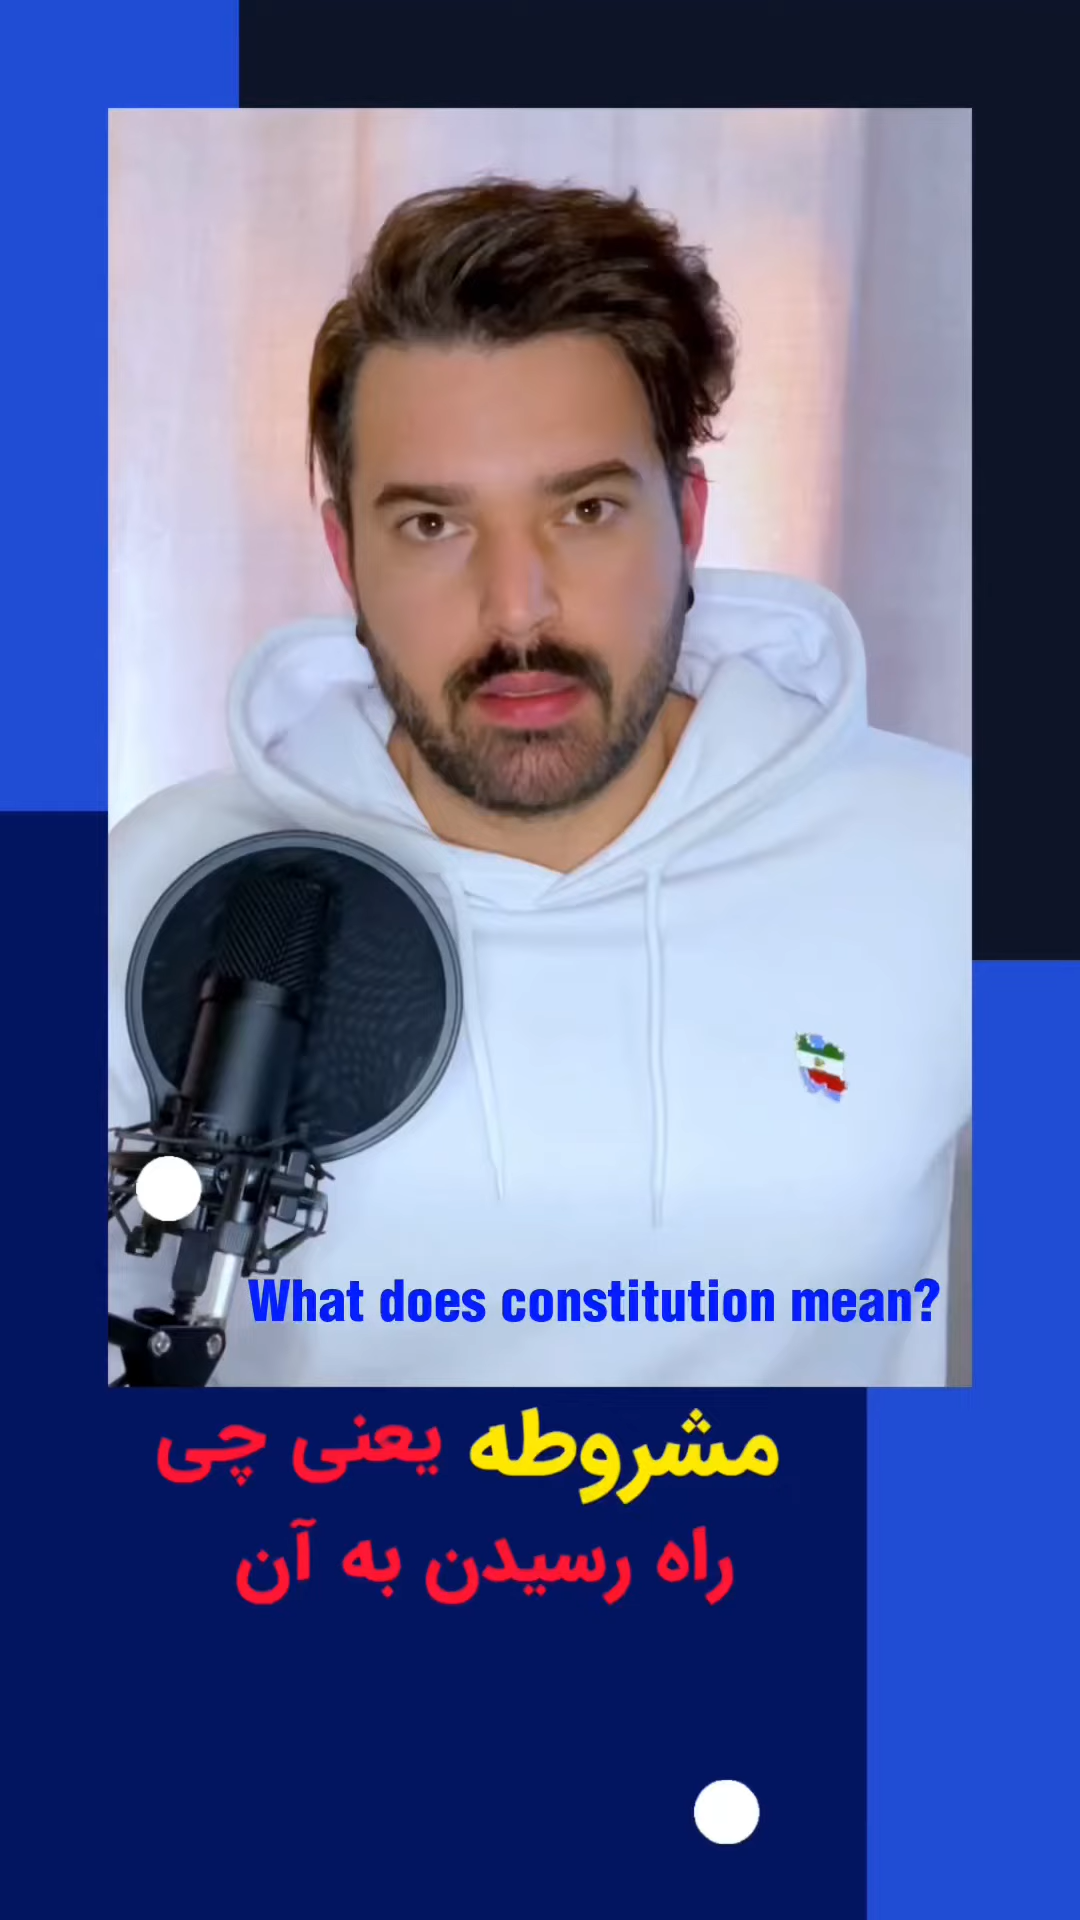 What does constitution mean?
مشروطه یعنی چی
راه رسیدن به آن